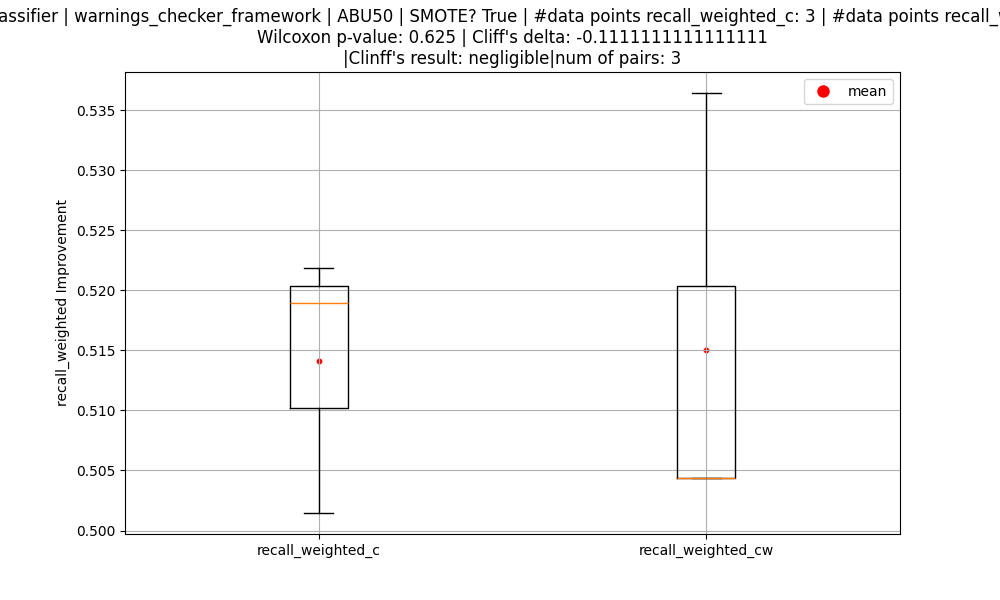 | warnings_checker_framework | ABU50 | SMOTE? True | #data points recall_weighted_c: 3 | #data points
Wilcoxon p-value: 0.625 | Cliff's delta: -0.1111111111111111
|Clinff's result: negligible|num of pairs: 3
mean
0.535
0.530
0.525
0.520
0.515
0.510
0.505
0.500
recall_weighted Improvement
recall_weighted_c
recall_weighted_cw